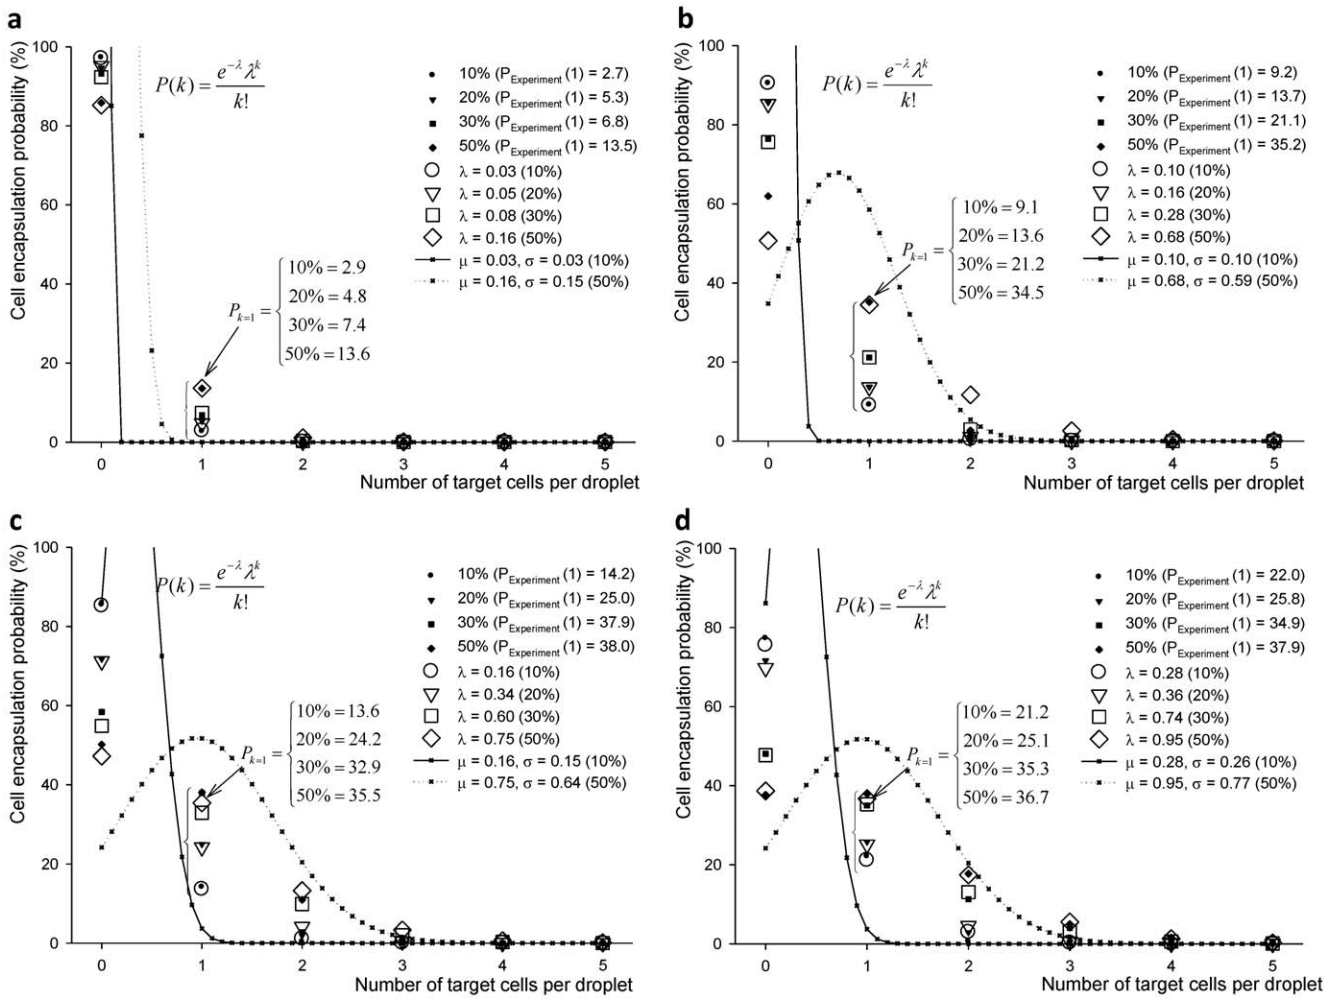 a
Cell encapsulation probability (%)
100
80
60
40
20
0
P(k) = e^{-λ} λ^k / k!
10% (P_Experiment (1) = 2.7)
20% (P_Experiment (1) = 5.3)
30% (P_Experiment (1) = 6.8)
50% (P_Experiment (1) = 13.5)
λ = 0.03 (10%)
λ = 0.05 (20%)
λ = 0.08 (30%)
λ = 0.16 (50%)
μ = 0.03, σ = 0.03 (10%)
μ = 0.16, σ = 0.15 (50%)
P_{k=1} =
10% = 2.9
20% = 4.8
30% = 7.4
50% = 13.6
0 1 2 3 4 5
Number of target cells per droplet
b
Cell encapsulation probability (%)
100
80
60
40
20
0
P(k) = e^{-λ} λ^k / k!
10% (P_Experiment (1) = 9.2)
20% (P_Experiment (1) = 13.7)
30% (P_Experiment (1) = 21.1)
50% (P_Experiment (1) = 35.2)
λ = 0.10 (10%)
λ = 0.16 (20%)
λ = 0.28 (30%)
λ = 0.68 (50%)
μ = 0.10, σ = 0.10 (10%)
μ = 0.68, σ = 0.59 (50%)
P_{k=1} =
10% = 9.1
20% = 13.6
30% = 21.2
50% = 34.5
0 1 2 3 4 5
Number of target cells per droplet
c
Cell encapsulation probability (%)
100
80
60
40
20
0
P(k) = e^{-λ} λ^k / k!
10% (P_Experiment (1) = 14.2)
20% (P_Experiment (1) = 25.0)
30% (P_Experiment (1) = 37.9)
50% (P_Experiment (1) = 38.0)
λ = 0.16 (10%)
λ = 0.34 (20%)
λ = 0.60 (30%)
λ = 0.75 (50%)
μ = 0.16, σ = 0.15 (10%)
μ = 0.75, σ = 0.64 (50%)
P_{k=1} =
10% = 13.6
20% = 24.2
30% = 32.9
50% = 35.5
0 1 2 3 4 5
Number of target cells per droplet
d
Cell encapsulation probability (%)
100
80
60
40
20
0
P(k) = e^{-λ} λ^k / k!
10% (P_Experiment (1) = 22.0)
20% (P_Experiment (1) = 25.8)
30% (P_Experiment (1) = 34.9)
50% (P_Experiment (1) = 37.9)
λ = 0.28 (10%)
λ = 0.36 (20%)
λ = 0.74 (30%)
λ = 0.95 (50%)
μ = 0.28, σ = 0.26 (10%)
μ = 0.95, σ = 0.77 (50%)
P_{k=1} =
10% = 21.2
20% = 25.1
30% = 35.3
50% = 36.7
0 1 2 3 4 5
Number of target cells per droplet